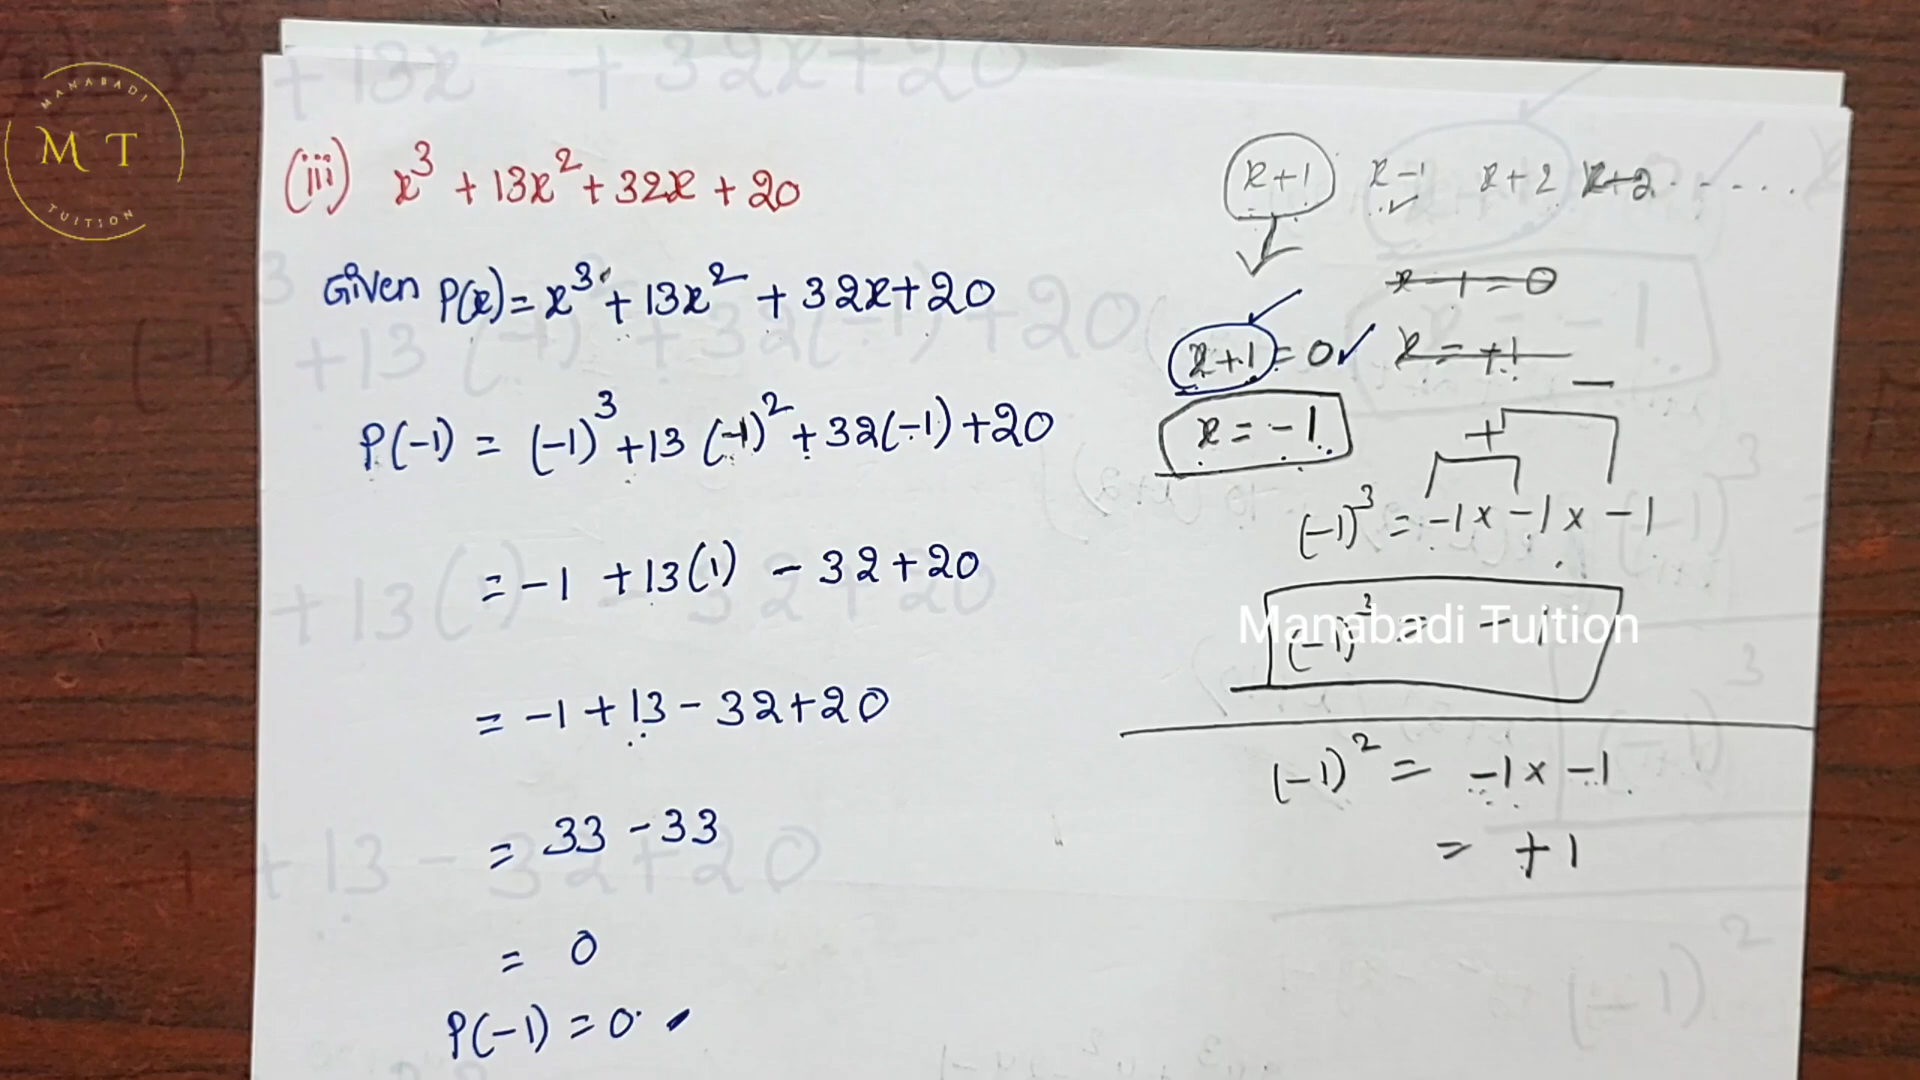 MANABADI
M T
TUITION
(iii) x³ + 13x² + 32x + 20
Given P(x) = x³ + 13x² + 32x + 20
P(-1) = (-1)³ + 13 (-1)² + 32(-1) + 20
= -1 + 13(1) - 32 + 20
= -1 + 13 - 32 + 20
= 33 - 33
= 0
P(-1) = 0
x+1 x-1 x+2 x+2 .....
x-1=0
x+1 = 0 ✓ x = +1
x = -1
+ -
(-1)³ = -1 x -1 x -1
Manabadi Tuition
(-1)² = -1 x -1
= +1